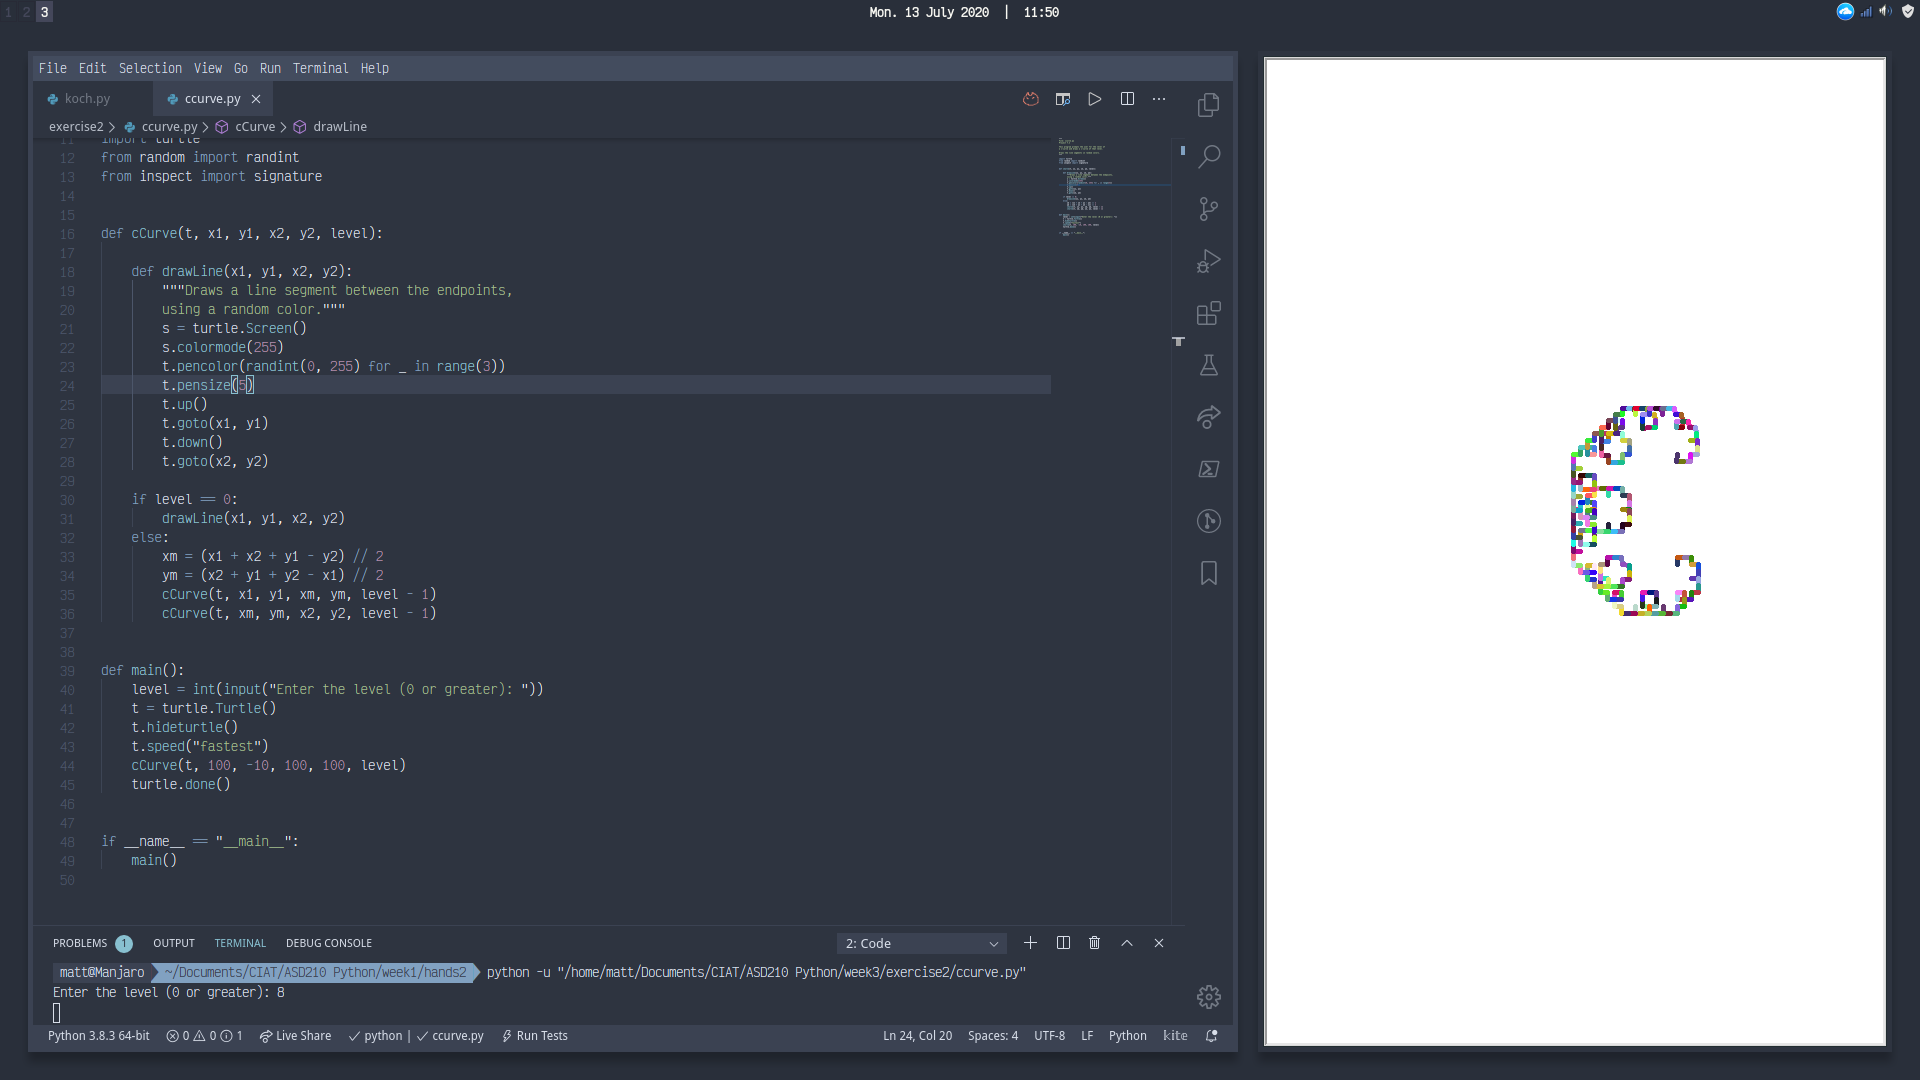 1 2 3
Mon. 13 July 2020 | 11:50
File Edit Selection View Go Run Terminal Help
koch.py
ccurve.py
exercise2 > ccurve.py > cCurve > drawLine
11 import turtle
12 from random import randint
13 from inspect import signature
14
15
16 def cCurve(t, x1, y1, x2, y2, level):
17
18 def drawLine(x1, y1, x2, y2):
19 """Draws a line segment between the endpoints,
20 using a random color."""
21 s = turtle.Screen()
22 s.colormode(255)
23 t.pencolor(randint(0, 255) for _ in range(3))
24 t.pensize(5)
25 t.up()
26 t.goto(x1, y1)
27 t.down()
28 t.goto(x2, y2)
29
30 if level == 0:
31 drawLine(x1, y1, x2, y2)
32 else:
33 xm = (x1 + x2 + y1 - y2) // 2
34 ym = (x2 + y1 + y2 - x1) // 2
35 cCurve(t, x1, y1, xm, ym, level - 1)
36 cCurve(t, xm, ym, x2, y2, level - 1)
37
38
39 def main():
40 level = int(input("Enter the level (0 or greater): "))
41 t = turtle.Turtle()
42 t.hideturtle()
43 t.speed("fastest")
44 cCurve(t, 100, -10, 100, 100, level)
45 turtle.done()
46
47
48 if __name__ == "__main__":
49 main()
50
PROBLEMS 1 OUTPUT TERMINAL DEBUG CONSOLE
2: Code
matt@Manjaro ~/Documents/CIAT/ASD210 Python/week1/hands2 python -u "/home/matt/Documents/CIAT/ASD210 Python/week3/exercise2/ccurve.py"
Enter the level (0 or greater): 8
Python 3.8.3 64-bit 0 0 1 Live Share python | ccurve.py Run Tests
Ln 24, Col 20 Spaces: 4 UTF-8 LF Python kite